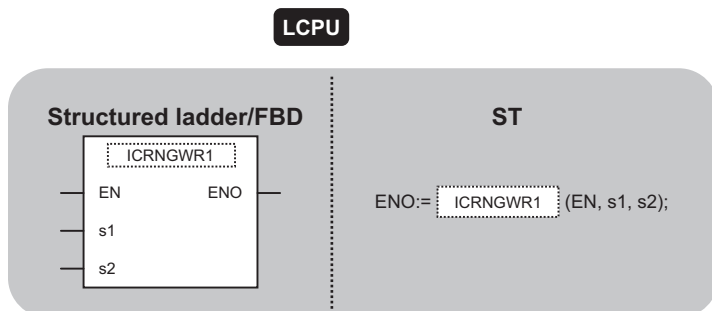 LCPU
Structured ladder/FBD
ST
ICRNGWR1
EN ENO
s1
s2
ENO:= ICRNGWR1 (EN, s1, s2);